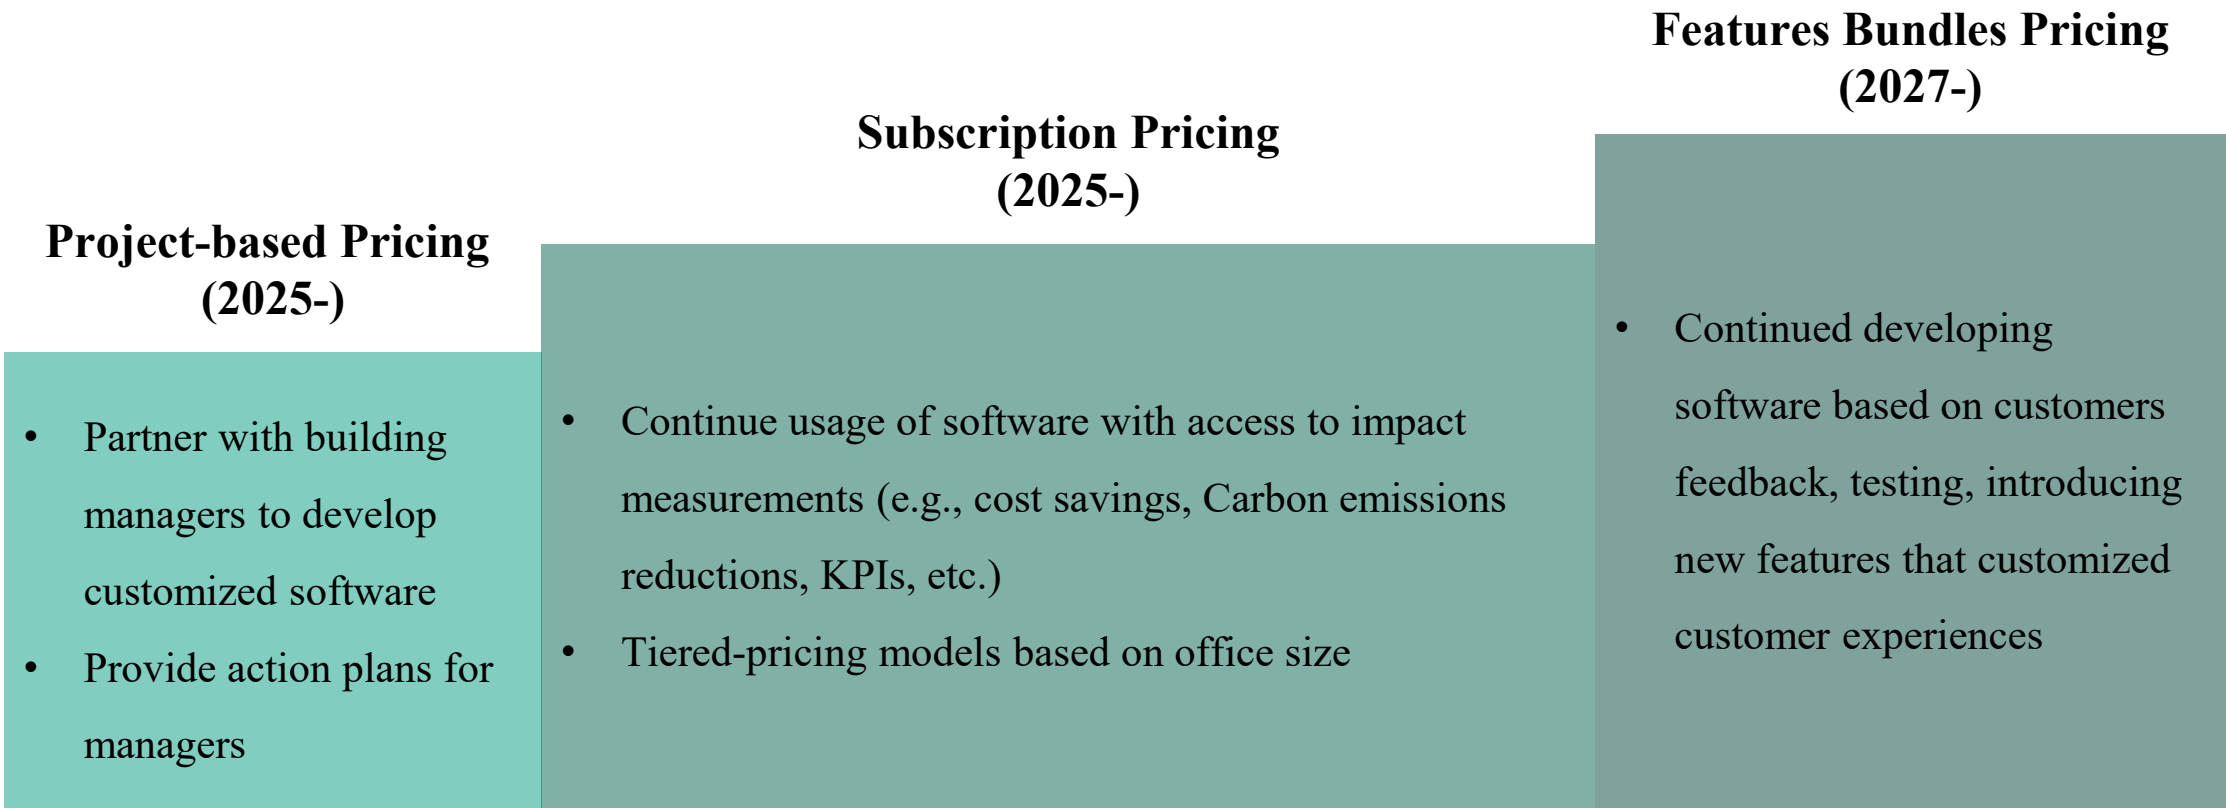 Project-based Pricing
(2025-)
• Partner with building
managers to develop
customized software
• Provide action plans for
managers
Subscription Pricing
(2025-)
• Continue usage of software with access to impact
measurements (e.g., cost savings, Carbon emissions
reductions, KPIs, etc.)
• Tiered-pricing models based on office size
Features Bundles Pricing
(2027-)
• Continued developing
software based on customers
feedback, testing, introducing
new features that customized
customer experiences